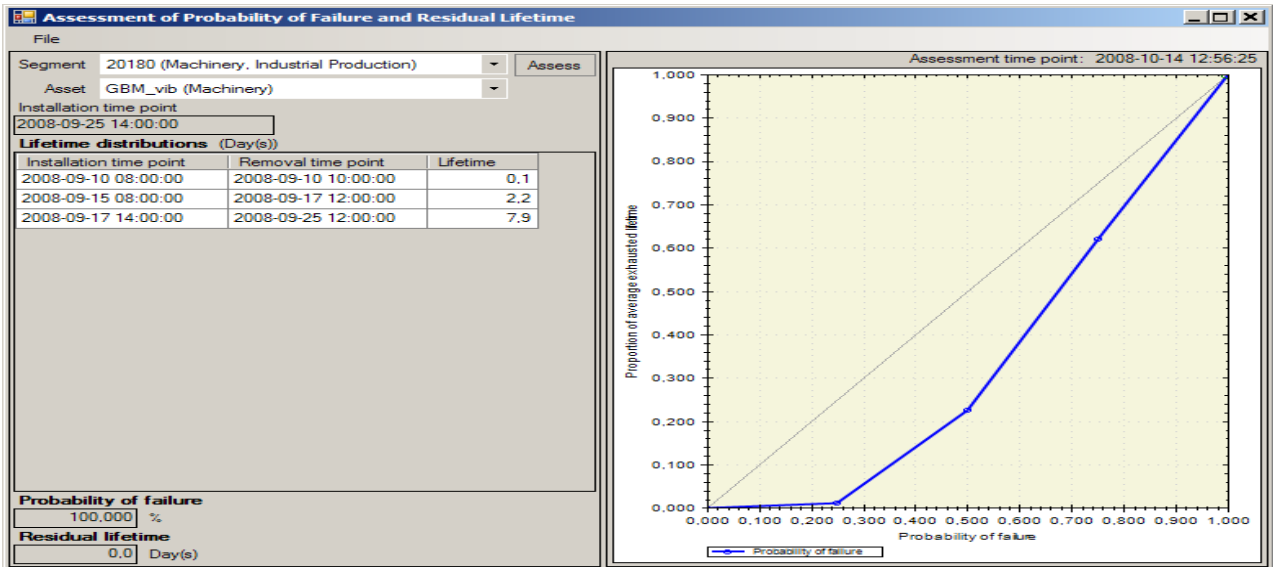 Assessment of Probability of Failure and Residual Lifetime
File
Segment 20180 (Machinery, Industrial Production) Assess
Asset GBM_vib (Machinery)
Installation time point
2008-09-25 14:00:00
Lifetime distributions (Day(s))
Installation time point Removal time point Lifetime
2008-09-10 08:00:00 2008-09-10 10:00:00 0,1
2008-09-15 08:00:00 2008-09-17 12:00:00 2,2
2008-09-17 14:00:00 2008-09-25 12:00:00 7,9
Probability of failure
100,000 %
Residual lifetime
0,0 Day(s)
Assessment time point: 2008-10-14 12:56:25
Proportion of average exhausted lifetime
1,000
0,900
0,800
0,700
0,600
0,500
0,400
0,300
0,200
0,100
0,000
0,000 0,100 0,200 0,300 0,400 0,500 0,600 0,700 0,800 0,900 1,000
Probability of failure
Probability of failure